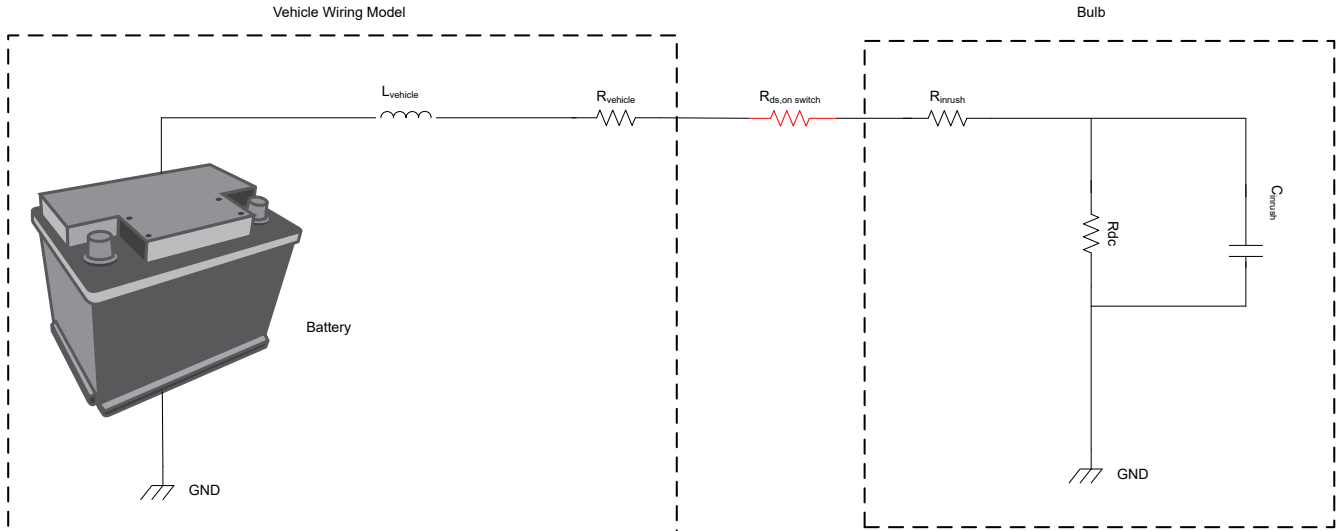 Vehicle Wiring Model
Bulb
Lvehicle
Rvehicle
Rds,on switch
Rinrush
Rdc
Cinrush
Battery
GND
GND